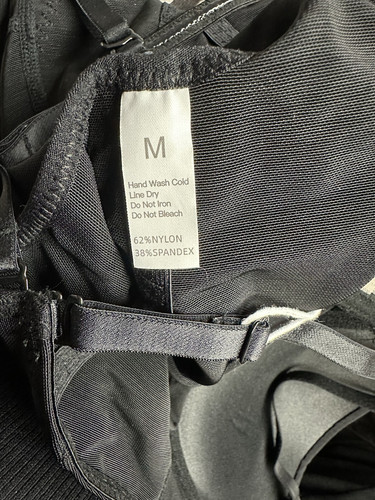 M
Hand Wash Cold
Line Dry
Do Not Iron
Do Not Bleach
62%NYLON
38%SPANDEX